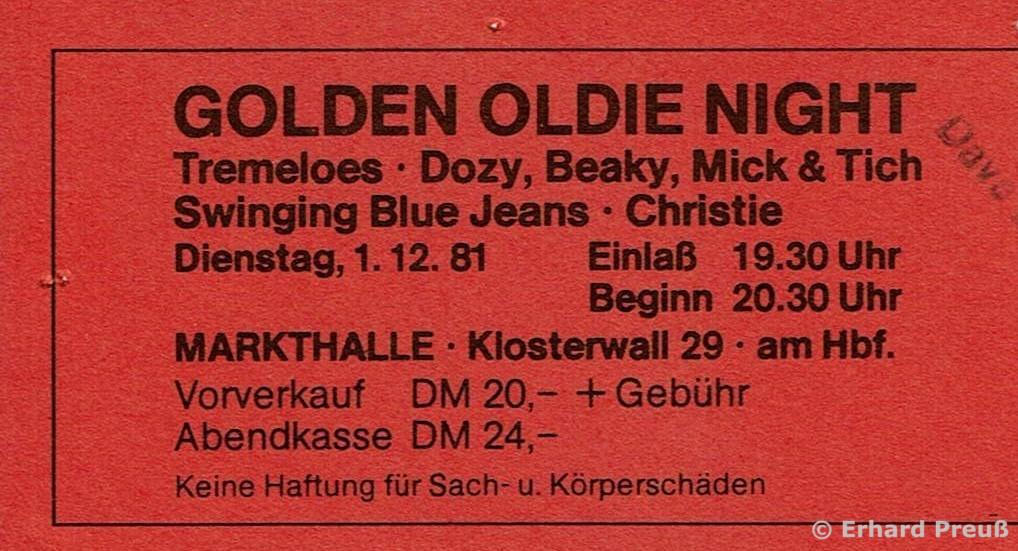 GOLDEN OLDIE NIGHT
Tremeloes · Dozy, Beaky, Mick & Tich
Swinging Blue Jeans · Christie
Dienstag, 1. 12. 81 Einlaß 19.30 Uhr
Beginn 20.30 Uhr
MARKTHALLE · Klosterwall 29 · am Hbf.
Vorverkauf DM 20,– + Gebühr
Abendkasse DM 24,–
Keine Haftung für Sach- u. Körperschäden
© Erhard Preuß